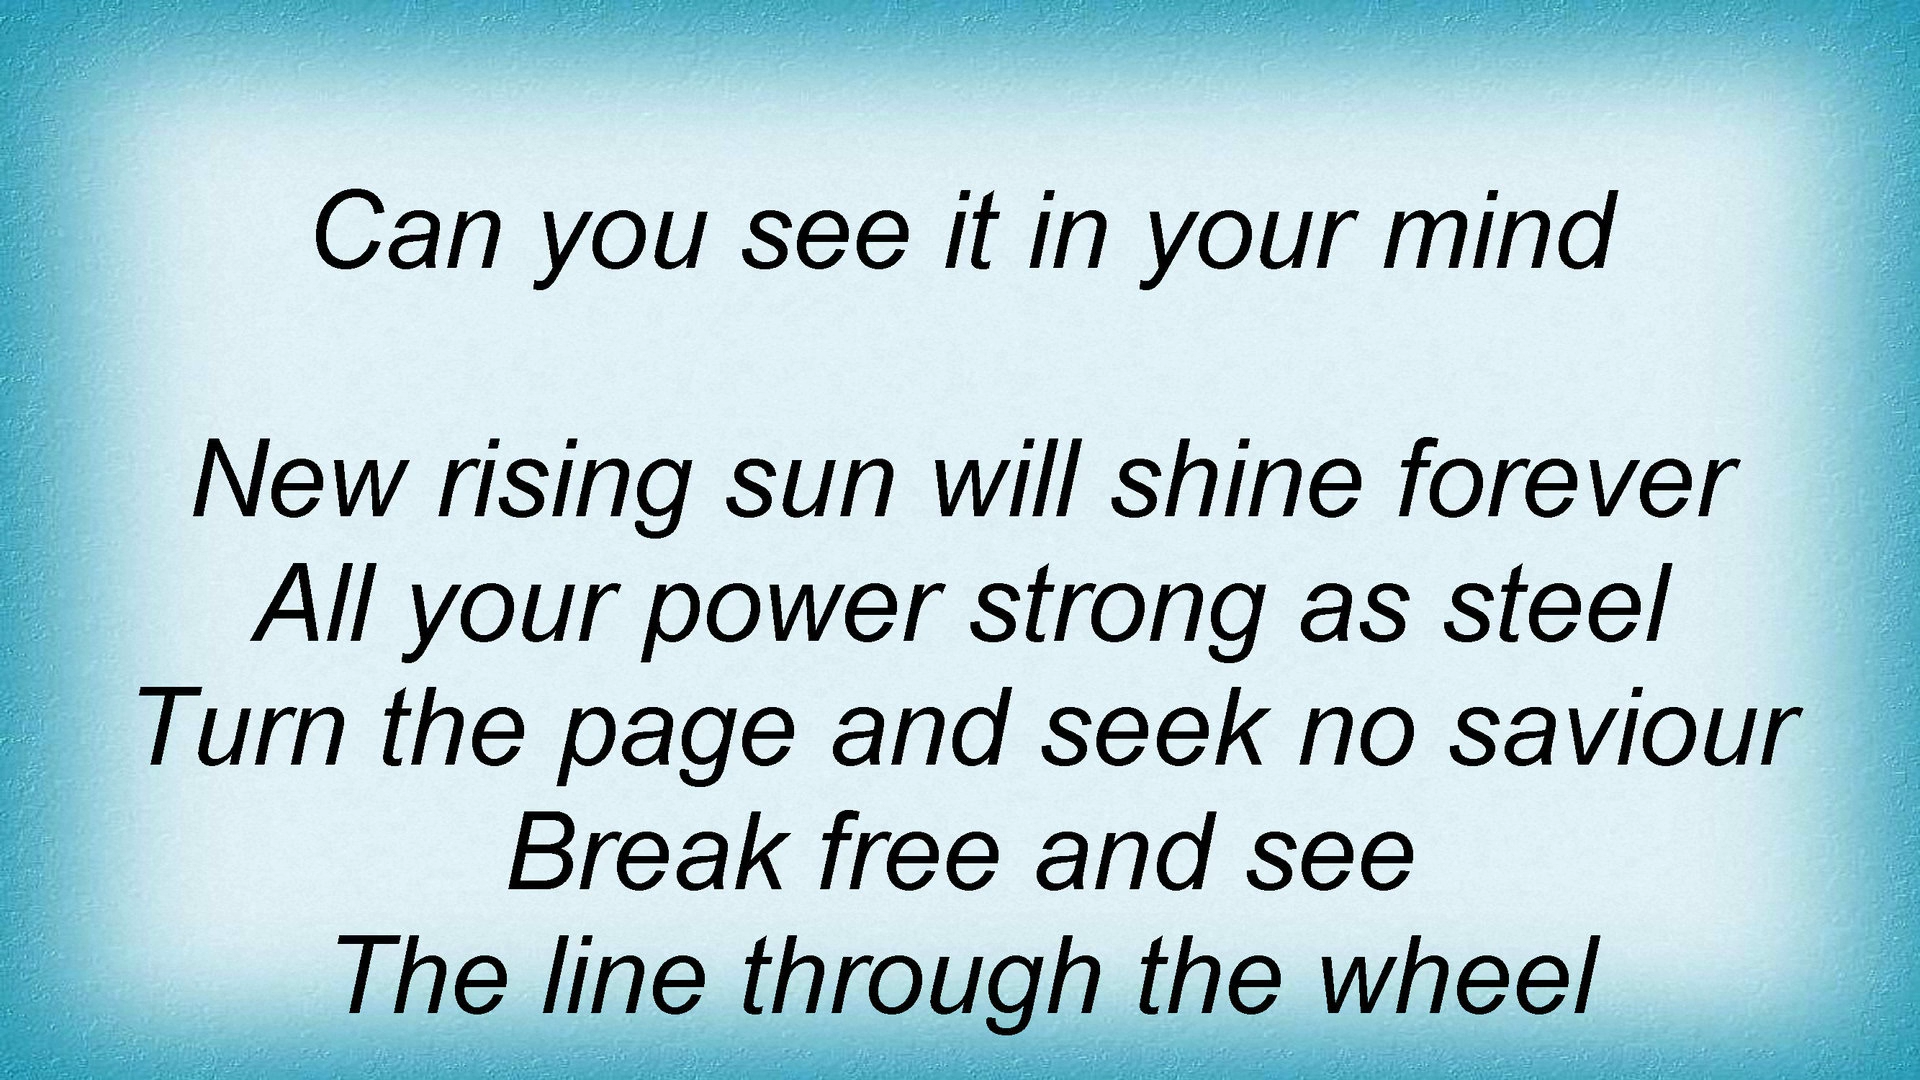 Can you see it in your mind
New rising sun will shine forever
All your power strong as steel
Turn the page and seek no saviour
Break free and see
The line through the wheel